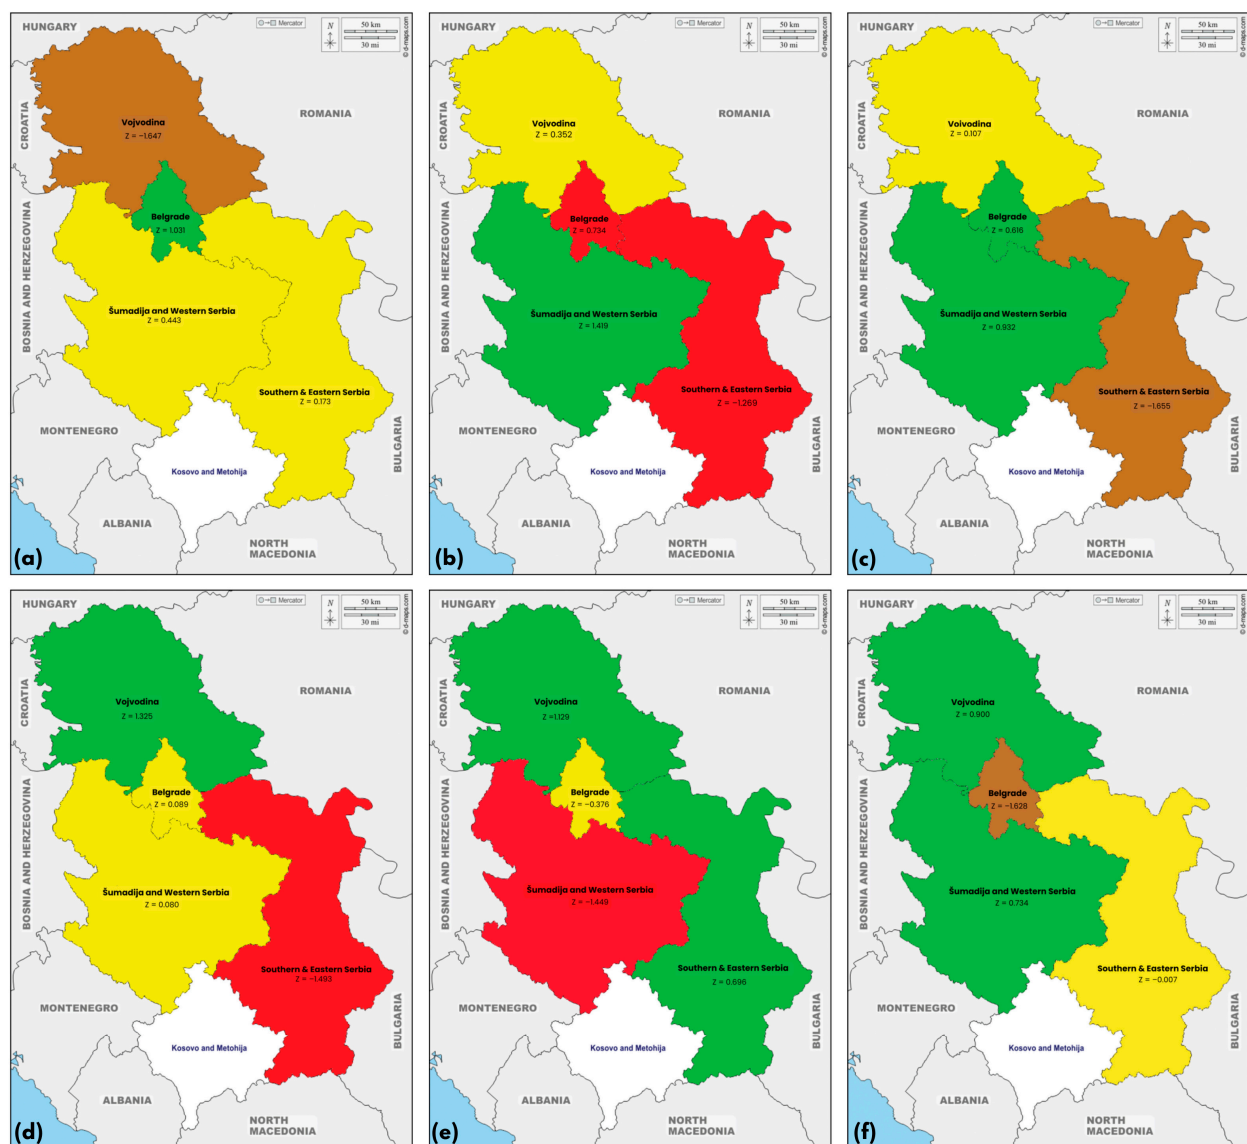 HUNGARY
Mercator
N
50 km
30 mi
© d-maps.com
CROATIA
ROMANIA
Vojvodina
Z = −1.647
BOSNIA AND HERZEGOVINA
Belgrade
Z = 1.031
Šumadija and Western Serbia
Z = 0.443
Southern & Eastern Serbia
Z = 0.173
MONTENEGRO
BULGARIA
Kosovo and Metohija
ALBANIA
NORTH
MACEDONIA
(a)
HUNGARY
Mercator
N
50 km
30 mi
© d-maps.com
CROATIA
ROMANIA
Vojvodina
Z = 0.352
BOSNIA AND HERZEGOVINA
Belgrade
Z = 0.734
Šumadija and Western Serbia
Z = 1.419
Southern & Eastern Serbia
Z = −1.269
MONTENEGRO
BULGARIA
Kosovo and Metohija
ALBANIA
NORTH
MACEDONIA
(b)
HUNGARY
Mercator
N
50 km
30 mi
© d-maps.com
CROATIA
ROMANIA
Voivodina
Z = 0.107
BOSNIA AND HERZEGOVINA
Belgrade
Z = 0.616
Šumadija and Western Serbia
Z = 0.932
Southern & Eastern Serbia
Z = −1.655
MONTENEGRO
BULGARIA
Kosovo and Metohija
ALBANIA
NORTH
MACEDONIA
(c)
HUNGARY
Mercator
N
50 km
30 mi
© d-maps.com
CROATIA
ROMANIA
Vojvodina
Z = 1.325
BOSNIA AND HERZEGOVINA
Belgrade
Z = 0.089
Šumadija and Western Serbia
Z = 0.080
Southern & Eastern Serbia
Z = −1.493
MONTENEGRO
BULGARIA
Kosovo and Metohija
ALBANIA
NORTH
MACEDONIA
(d)
HUNGARY
Mercator
N
50 km
30 mi
© d-maps.com
CROATIA
ROMANIA
Vojvodina
Z =1.129
BOSNIA AND HERZEGOVINA
Belgrade
Z = −0.376
Šumadija and Western Serbia
Z = −1.449
Southern & Eastern Serbia
Z = 0.696
MONTENEGRO
BULGARIA
Kosovo and Metohija
ALBANIA
NORTH
MACEDONIA
(e)
HUNGARY
Mercator
N
50 km
30 mi
© d-maps.com
CROATIA
ROMANIA
Vojvodina
Z = 0.900
BOSNIA AND HERZEGOVINA
Belgrade
Z = −1.628
Šumadija and Western Serbia
Z = 0.734
Southern & Eastern Serbia
Z = −0.007
MONTENEGRO
BULGARIA
Kosovo and Metohija
ALBANIA
NORTH
MACEDONIA
(f)